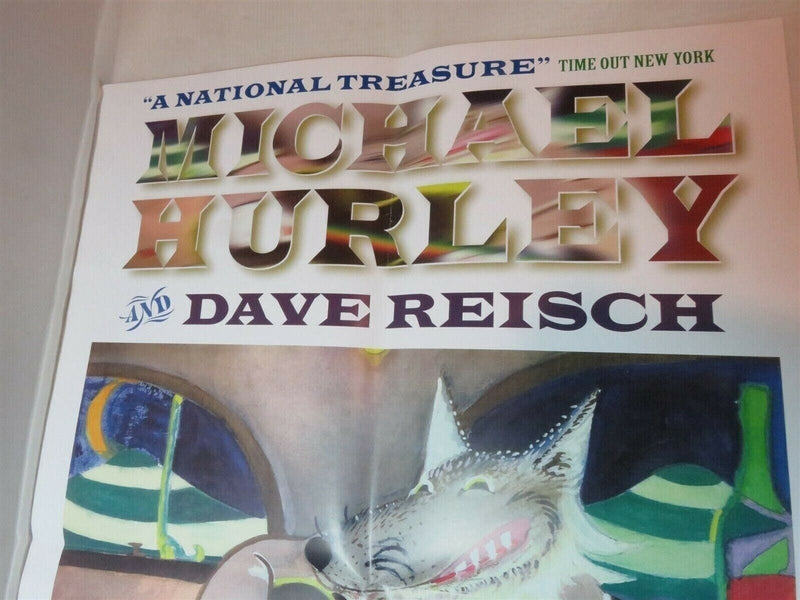 "A NATIONAL TREASURE" TIME OUT NEW YORK
MICHAEL
HURLEY
AND DAVE REISCH